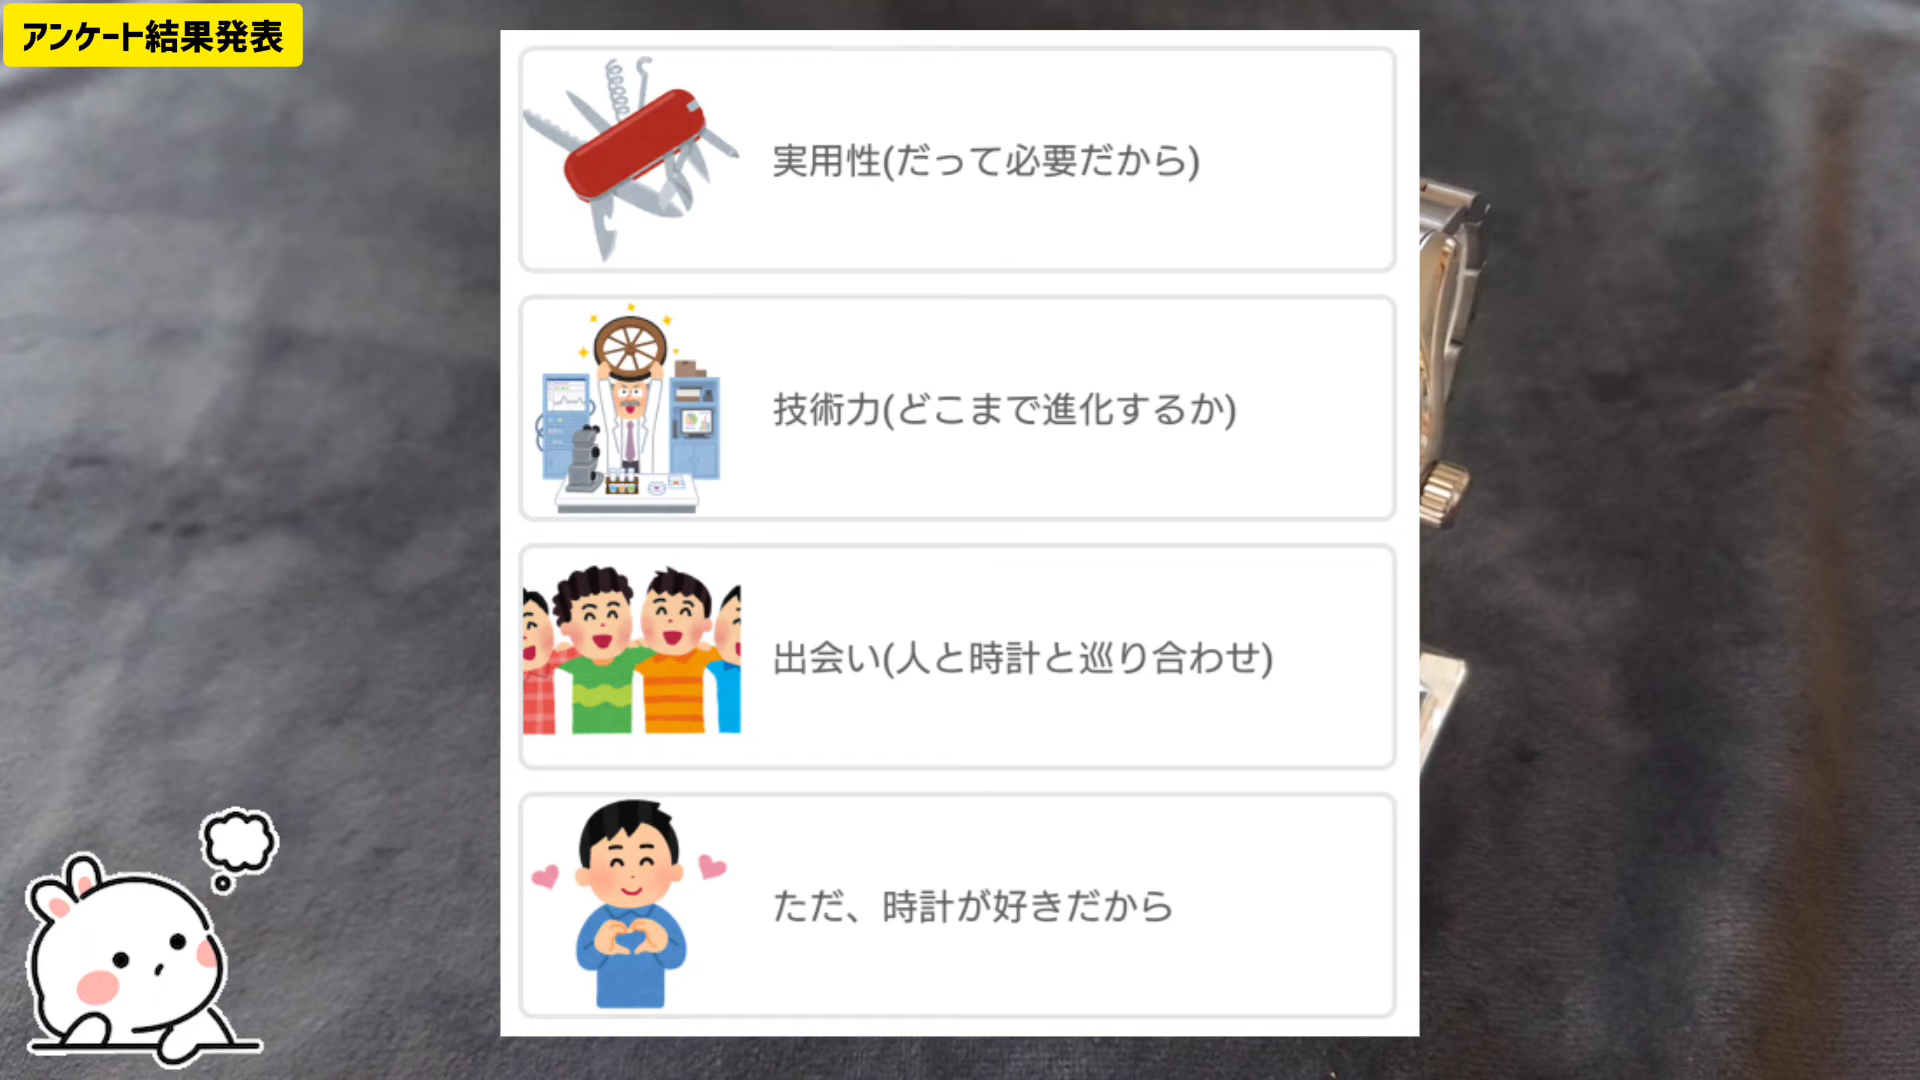 アンケート結果発表
実用性(だって必要だから)
技術力(どこまで進化するか)
出会い(人と時計と巡り合わせ)
ただ、時計が好きだから